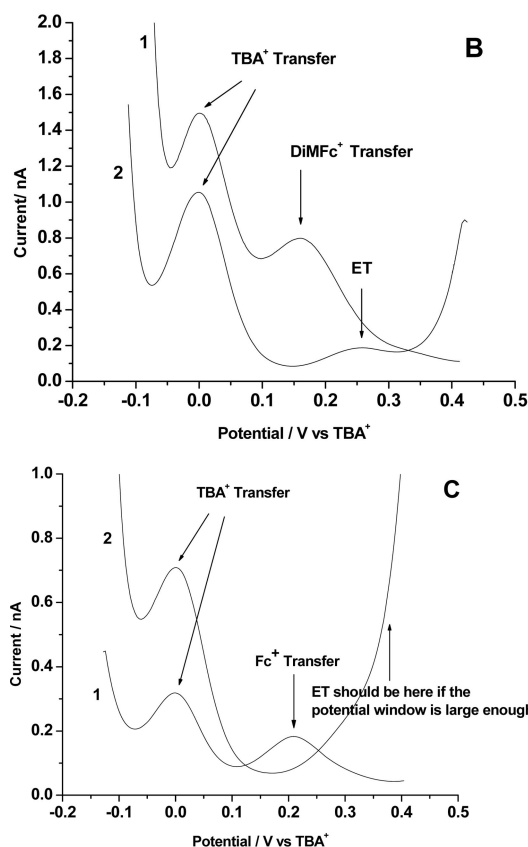 B
2.0
1.8
1.6
1.4
1.2
1.0
0.8
0.6
0.4
0.2
0.0
Current/ nA
1
2
TBA+ Transfer
DiMFc+ Transfer
ET
-0.2 -0.1 0.0 0.1 0.2 0.3 0.4 0.5
Potential / V vs TBA+
C
1.0
0.8
0.6
0.4
0.2
0.0
Current / nA
2
1
TBA+ Transfer
Fc+ Transfer
ET should be here if the
potential window is large enougl
-0.2 -0.1 0.0 0.1 0.2 0.3 0.4 0.5
Potential / V vs TBA+